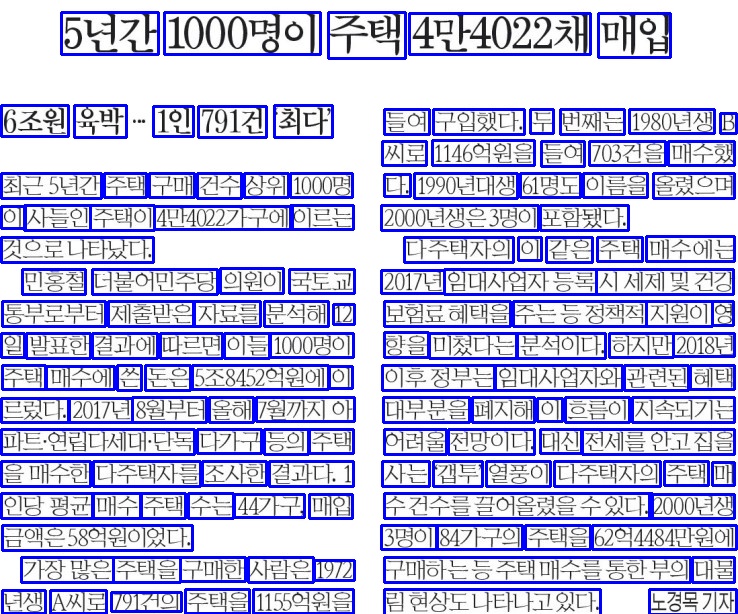 5년간 1000명이 주택 4만4022채 매입
6조원 육박… 1인 791건 '최다'
최근 5년간 주택 구매 건수 상위 1000명
이 사들인 주택이 4만4022가구에 이르는
것으로 나타났다.
민홍철 더불어민주당 의원이 국토교
통부로부터 제출받은 자료를 분석해 12
일 발표한 결과에 따르면 이들 1000명이
주택 매수에 쓴 돈은 5조8452억원에 이
르렀다. 2017년 8월부터 올해 7월까지 아
파트·연립다세대·단독 다가구 등의 주택
을 매수한 다주택자를 조사한 결과다. 1
인당 평균 매수 주택 수는 44가구, 매입
금액은 58억원이었다.
가장 많은 주택을 구매한 사람은 1972
년생 A씨로 791건의 주택을 1155억원을
들여 구입했다. 두 번째는 1980년생 B
씨로 1146억원을 들여 703건을 매수했
다. 1990년대생 61명도 이름을 올렸으며
2000년생은 3명이 포함됐다.
다주택자의 이 같은 주택 매수에는
2017년 임대사업자 등록 시 세제 및 건강
보험료 혜택을 주는 등 정책적 지원이 영
향을 미쳤다는 분석이다. 하지만 2018년
이후 정부는 임대사업자와 관련된 혜택
대부분을 폐지해 이 흐름이 지속되기는
어려울 전망이다. 대신 전세를 안고 집을
사는 '갭투' 열풍이 다주택자의 주택 매
수 건수를 끌어올렸을 수 있다. 2000년생
3명이 84가구의 주택을 62억4484만원에
구매하는 등 주택 매수를 통한 부의 대물
림 현상도 나타나고 있다. 노경목 기자